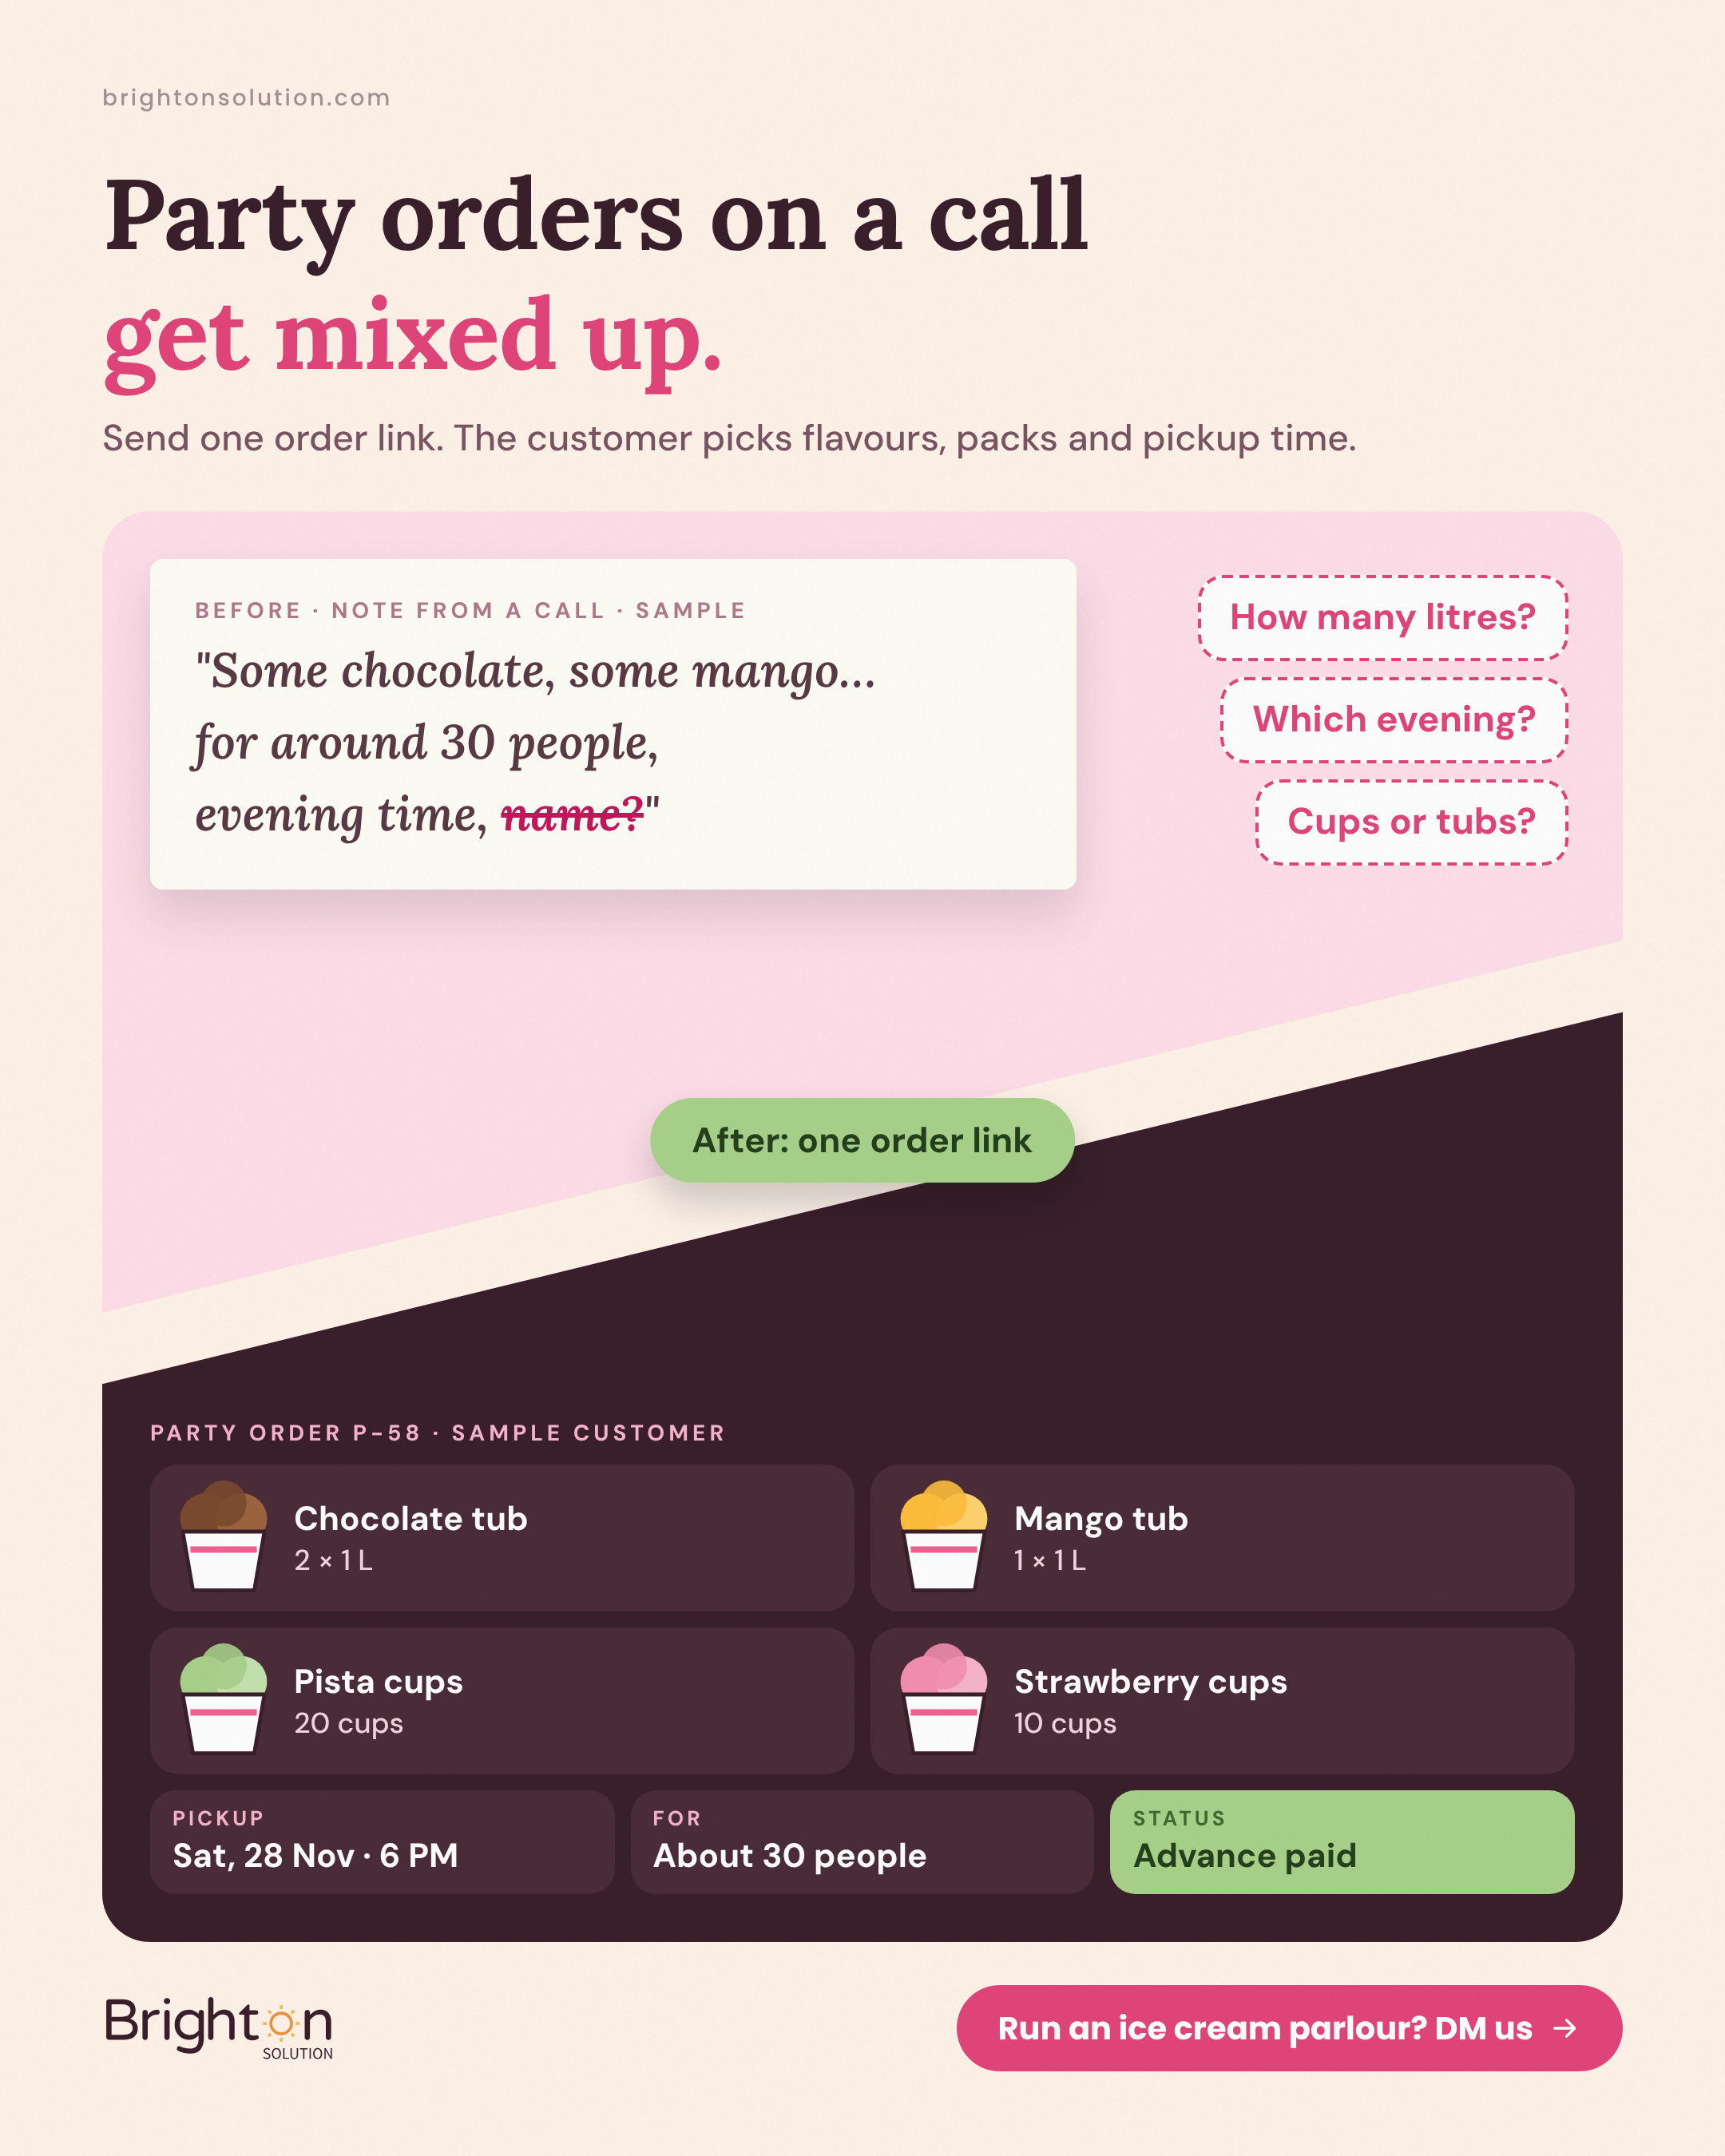 brightonsolution.com
Party orders on a call
get mixed up.
Send one order link. The customer picks flavours, packs and pickup time.
BEFORE · NOTE FROM A CALL · SAMPLE
"Some chocolate, some mango...
for around 30 people,
evening time, name?"
How many litres?
Which evening?
Cups or tubs?
After: one order link
PARTY ORDER P-58 · SAMPLE CUSTOMER
Chocolate tub
2 × 1 L
Mango tub
1 × 1 L
Pista cups
20 cups
Strawberry cups
10 cups
PICKUP
Sat, 28 Nov · 6 PM
FOR
About 30 people
STATUS
Advance paid
Brighton
SOLUTION
Run an ice cream parlour? DM us →